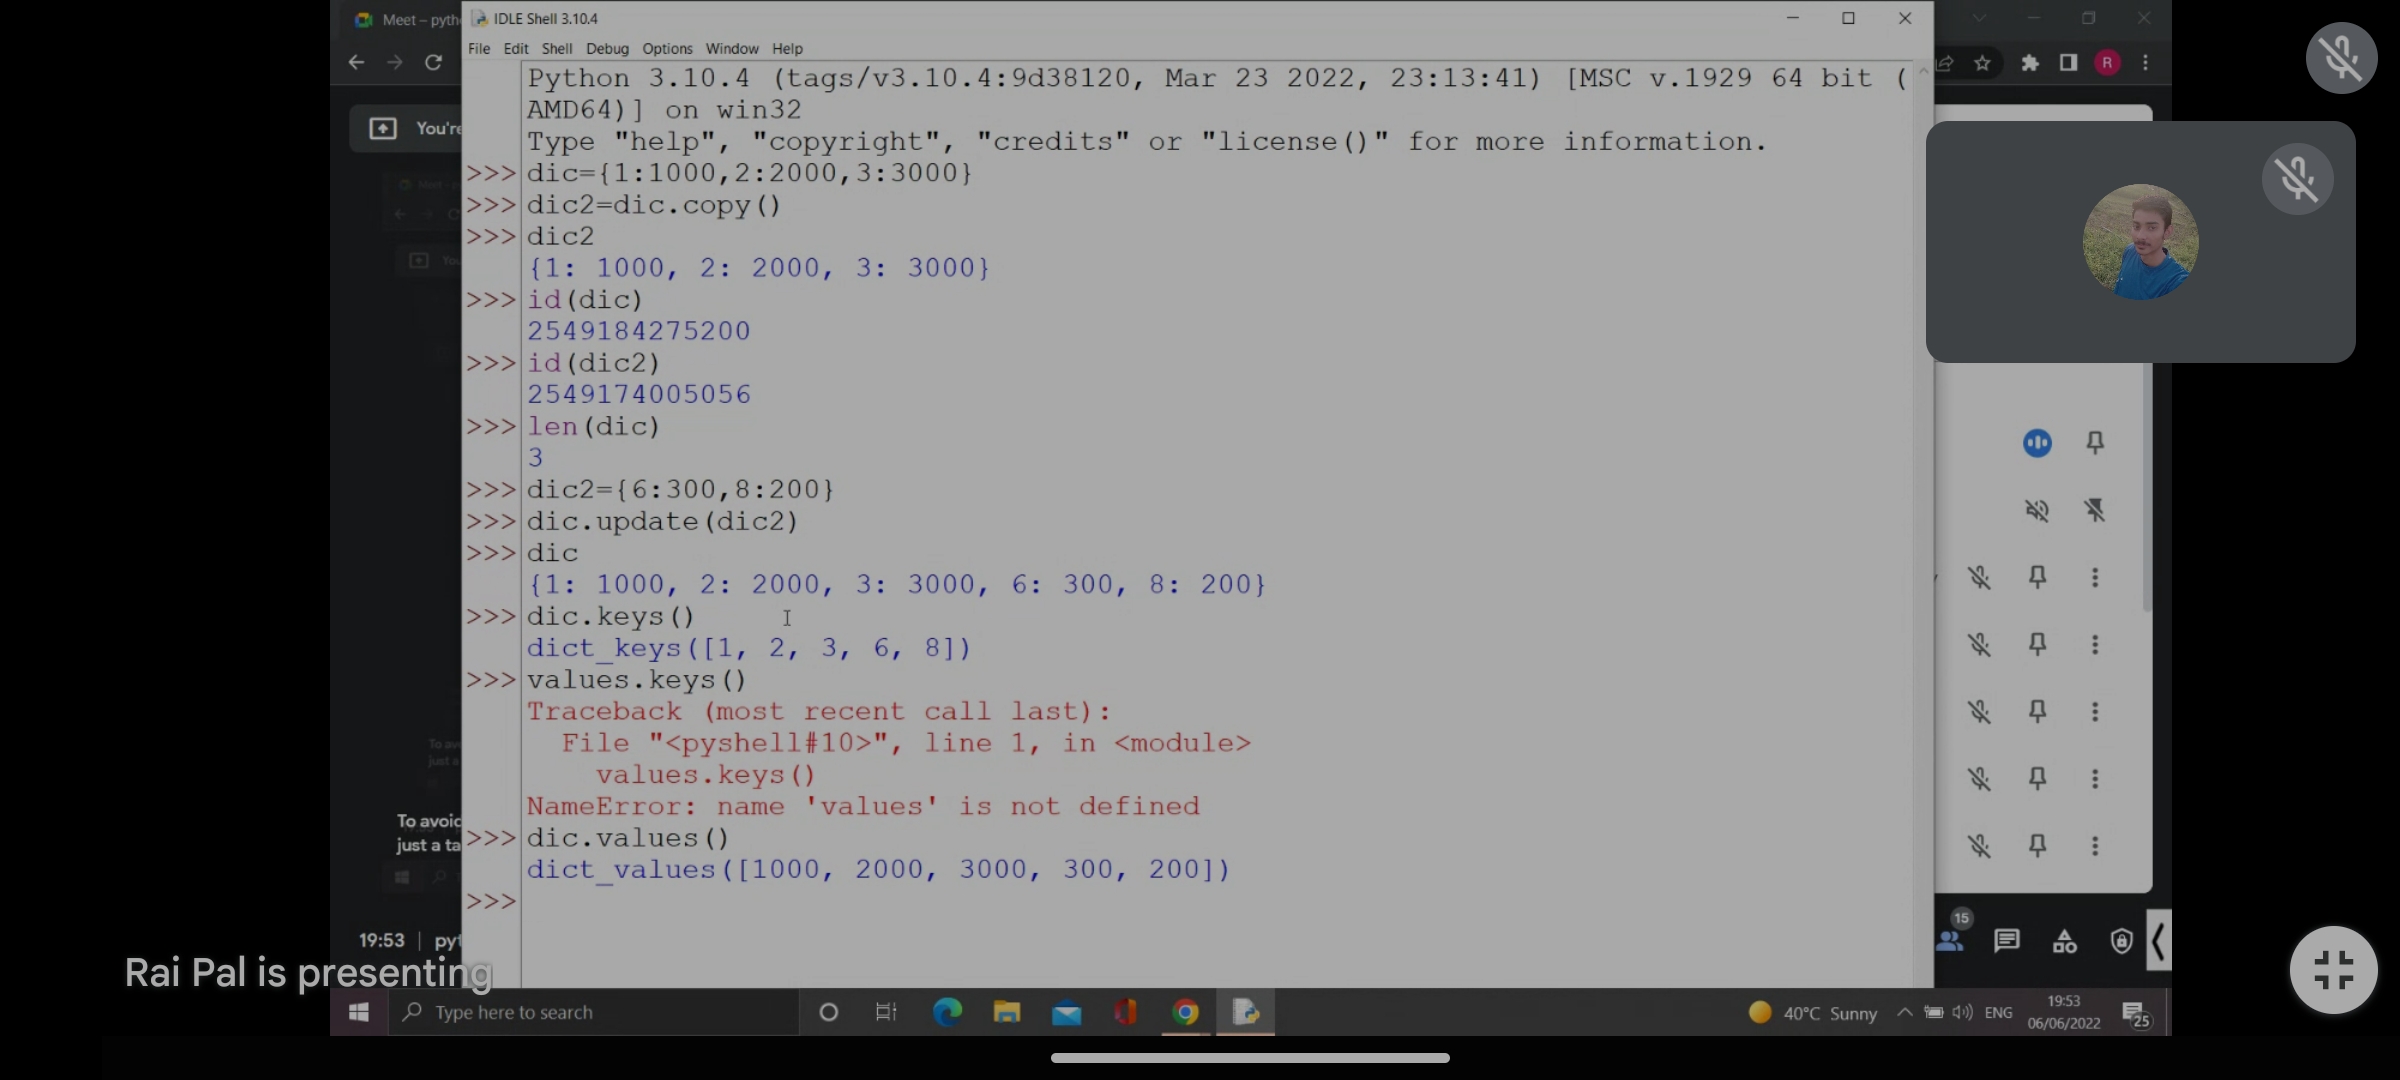 Meet – pyth
IDLE Shell 3.10.4
File Edit Shell Debug Options Window Help
R
You're
Python 3.10.4 (tags/v3.10.4:9d38120, Mar 23 2022, 23:13:41) [MSC v.1929 64 bit (
AMD64)] on win32
Type "help", "copyright", "credits" or "license()" for more information.
>>> dic={1:1000,2:2000,3:3000}
>>> dic2=dic.copy()
>>> dic2
{1: 1000, 2: 2000, 3: 3000}
>>> id(dic)
2549184275200
>>> id(dic2)
2549174005056
>>> len(dic)
3
>>> dic2={6:300,8:200}
>>> dic.update(dic2)
>>> dic
{1: 1000, 2: 2000, 3: 3000, 6: 300, 8: 200}
>>> dic.keys()
dict_keys([1, 2, 3, 6, 8])
>>> values.keys()
Traceback (most recent call last):
  File "<pyshell#10>", line 1, in <module>
    values.keys()
NameError: name 'values' is not defined
>>> dic.values()
dict_values([1000, 2000, 3000, 300, 200])
>>>
To avoid
just a ta
15
19:53 | pyt
Rai Pal is presenting
Type here to search
40°C Sunny
ENG
19:53
06/06/2022
25